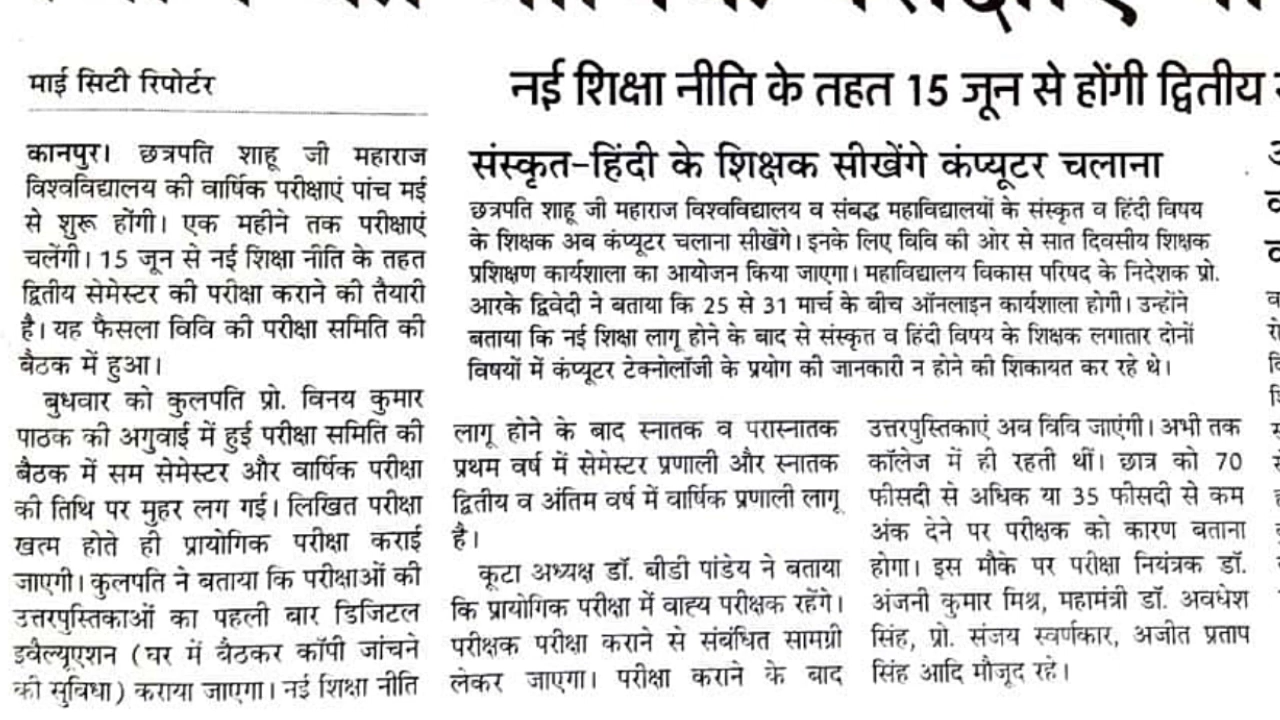 माई सिटी रिपोर्टर
नई शिक्षा नीति के तहत 15 जून से होंगी द्वितीय
कानपुर। छत्रपति शाहू जी महाराज
विश्वविद्यालय की वार्षिक परीक्षाएं पांच मई
से शुरू होंगी। एक महीने तक परीक्षाएं
चलेंगी। 15 जून से नई शिक्षा नीति के तहत
द्वितीय सेमेस्टर की परीक्षा कराने की तैयारी
है। यह फैसला विवि की परीक्षा समिति की
बैठक में हुआ।
बुधवार को कुलपति प्रो. विनय कुमार
पाठक की अगुवाई में हुई परीक्षा समिति की
बैठक में सम सेमेस्टर और वार्षिक परीक्षा
की तिथि पर मुहर लग गई। लिखित परीक्षा
खत्म होते ही प्रायोगिक परीक्षा कराई
जाएगी। कुलपति ने बताया कि परीक्षाओं की
उत्तरपुस्तिकाओं का पहली बार डिजिटल
इवैल्यूएशन (घर में बैठकर कॉपी जांचने
की सुविधा) कराया जाएगा। नई शिक्षा नीति
संस्कृत-हिंदी के शिक्षक सीखेंगे कंप्यूटर चलाना
छत्रपति शाहू जी महाराज विश्वविद्यालय व संबद्ध महाविद्यालयों के संस्कृत व हिंदी विषय
के शिक्षक अब कंप्यूटर चलाना सीखेंगे। इनके लिए विवि की ओर से सात दिवसीय शिक्षक
प्रशिक्षण कार्यशाला का आयोजन किया जाएगा। महाविद्यालय विकास परिषद के निदेशक प्रो.
आरके द्विवेदी ने बताया कि 25 से 31 मार्च के बीच ऑनलाइन कार्यशाला होगी। उन्होंने
बताया कि नई शिक्षा लागू होने के बाद से संस्कृत व हिंदी विषय के शिक्षक लगातार दोनों
विषयों में कंप्यूटर टेक्नोलॉजी के प्रयोग की जानकारी न होने की शिकायत कर रहे थे।
लागू होने के बाद स्नातक व परास्नातक
प्रथम वर्ष में सेमेस्टर प्रणाली और स्नातक
द्वितीय व अंतिम वर्ष में वार्षिक प्रणाली लागू
है।
कूटा अध्यक्ष डॉ. बीडी पांडेय ने बताया
कि प्रायोगिक परीक्षा में वाह्य परीक्षक रहेंगे।
परीक्षक परीक्षा कराने से संबंधित सामग्री
लेकर जाएगा। परीक्षा कराने के बाद
उत्तरपुस्तिकाएं अब विवि जाएंगी। अभी तक
कॉलेज में ही रहती थीं। छात्र को 70
फीसदी से अधिक या 35 फीसदी से कम
अंक देने पर परीक्षक को कारण बताना
होगा। इस मौके पर परीक्षा नियंत्रक डॉ.
अंजनी कुमार मिश्र, महामंत्री डॉ. अवधेश
सिंह, प्रो. संजय स्वर्णकार, अजीत प्रताप
सिंह आदि मौजूद रहे।